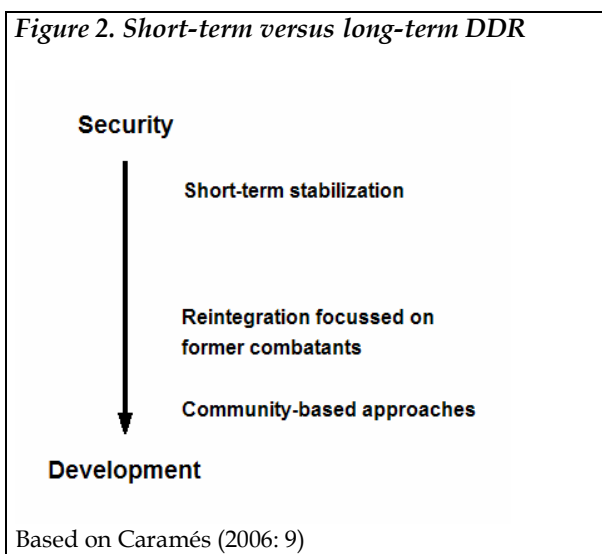 Figure 2. Short-term versus long-term DDR
Security
Short-term stabilization
Reintegration focussed on
former combatants
Community-based approaches
Development
Based on Caramés (2006: 9)